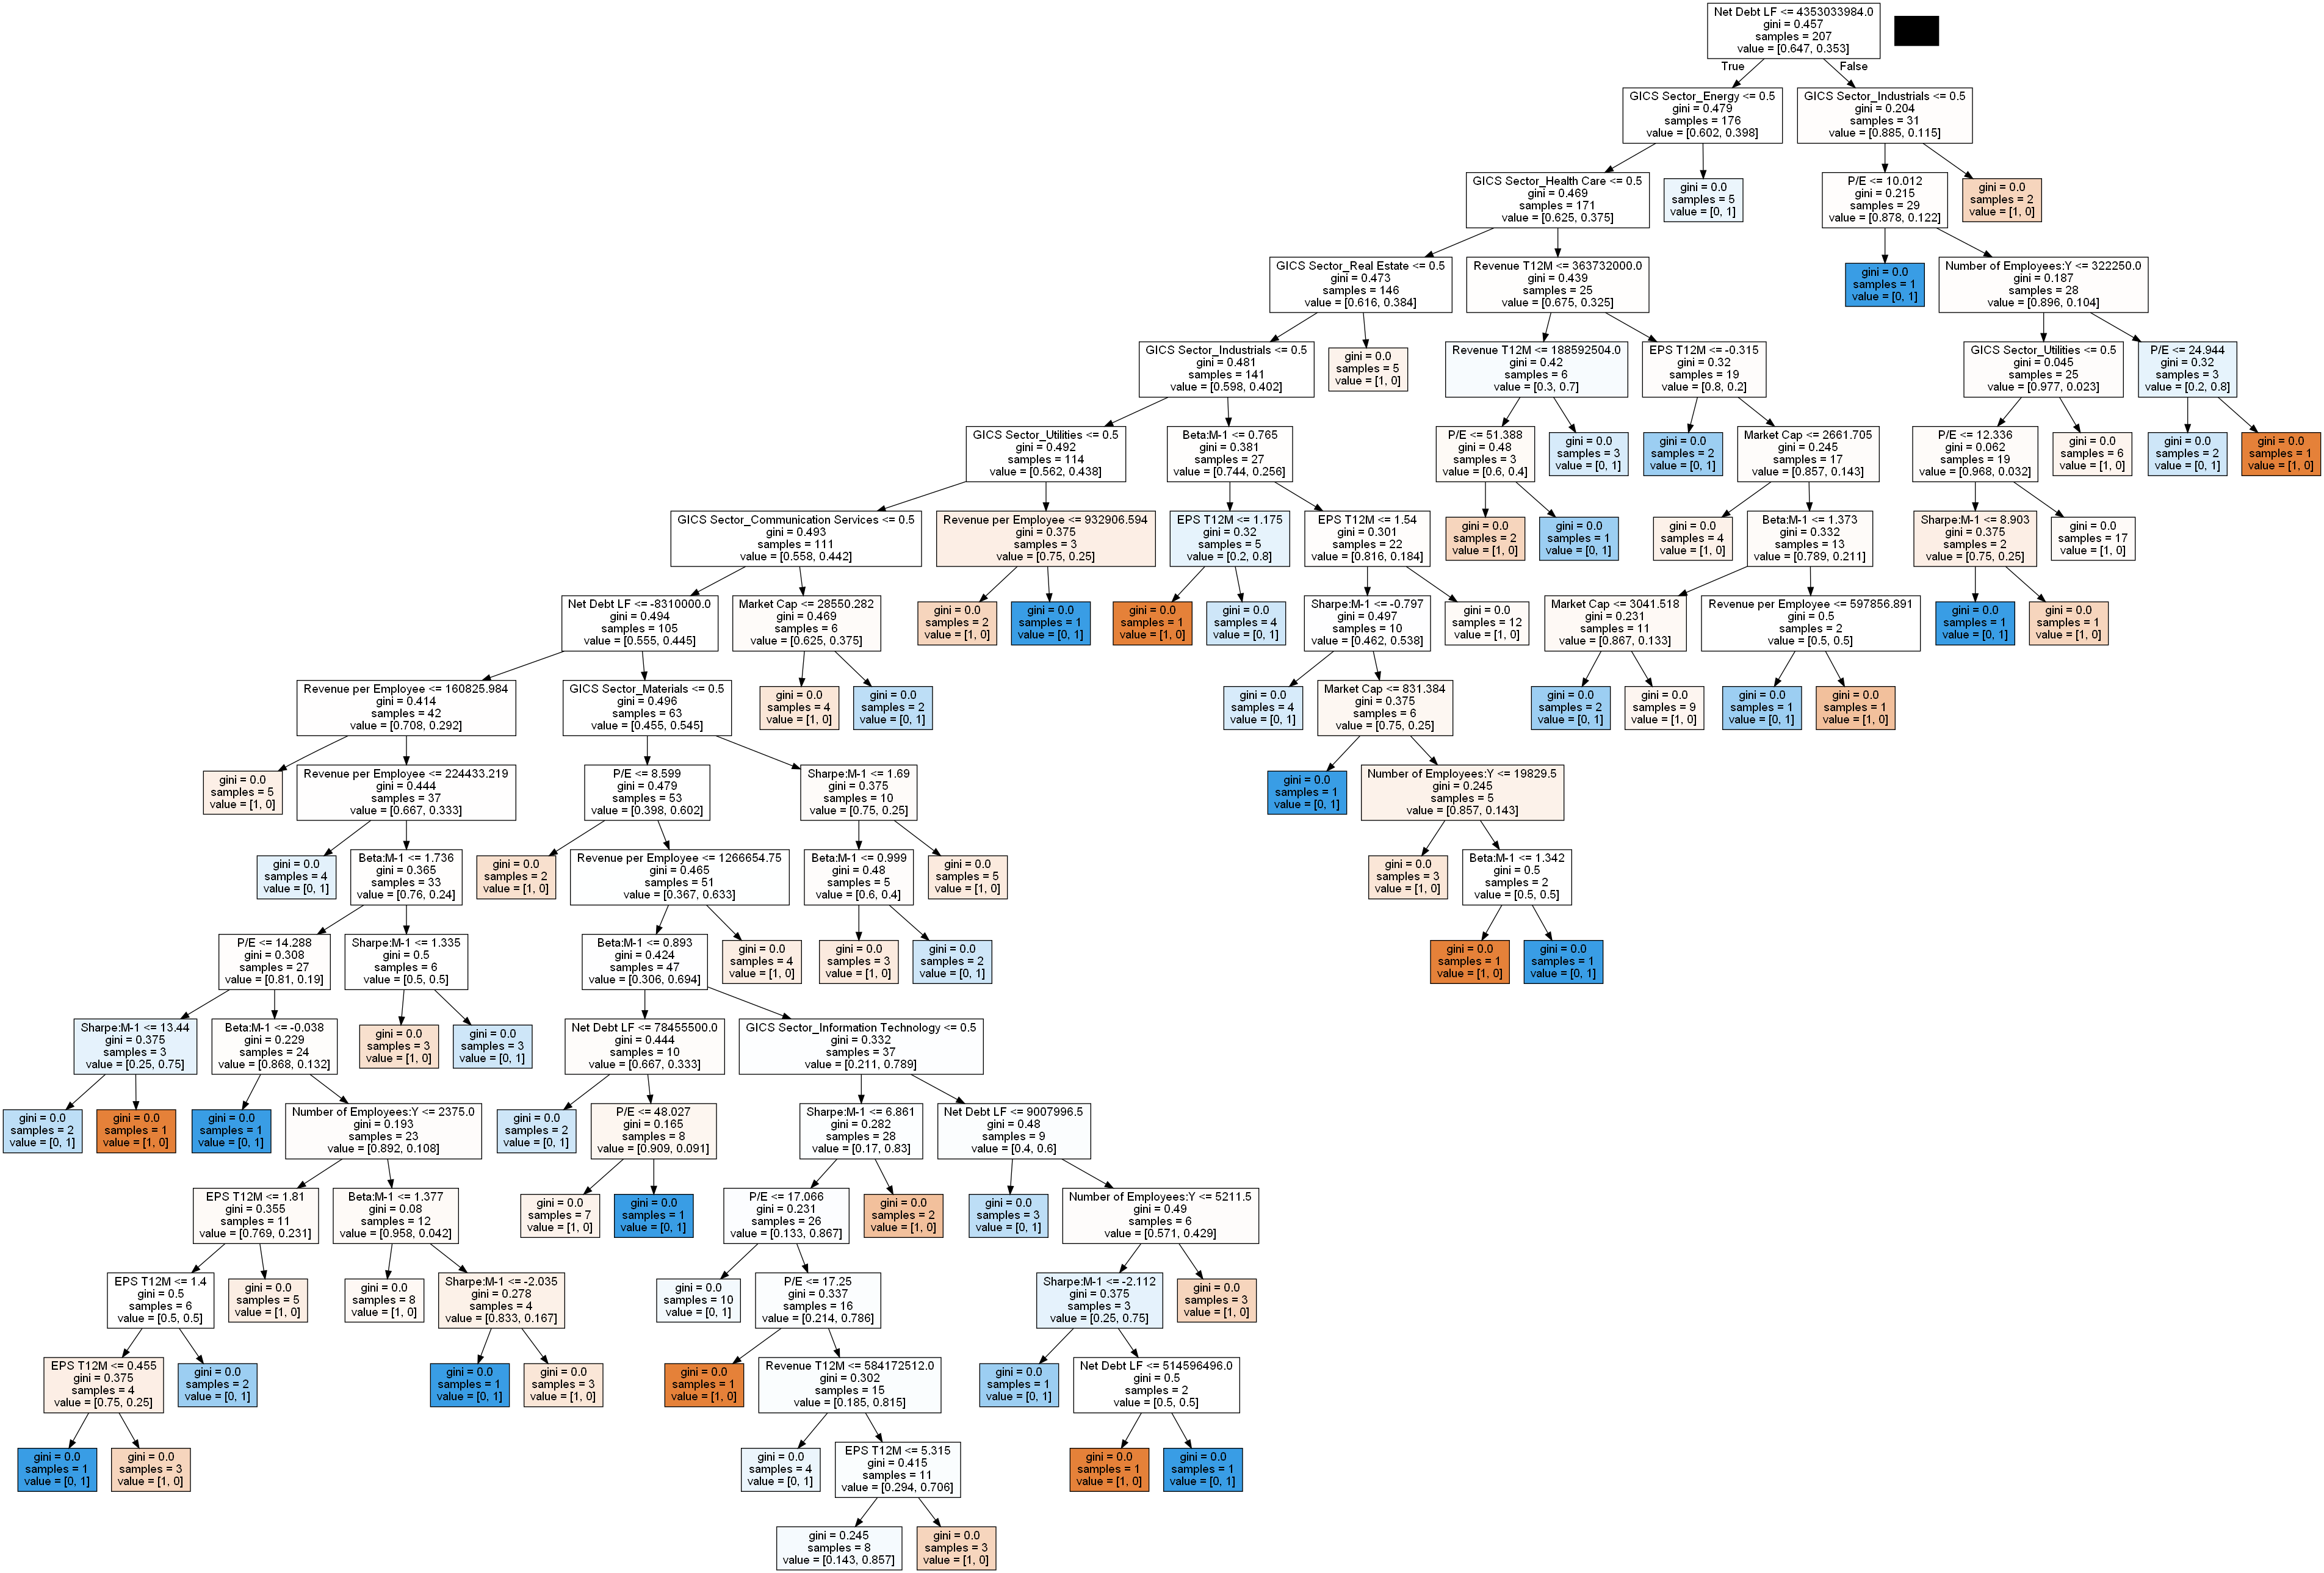 Net Debt LF <= 4353033984.0
gini = 0.457
samples = 207
value = [0.647, 0.353]
True
False
GICS Sector_Energy <= 0.5
gini = 0.479
samples = 176
value = [0.602, 0.398]
GICS Sector_Industrials <= 0.5
gini = 0.204
samples = 31
value = [0.885, 0.115]
GICS Sector_Health Care <= 0.5
gini = 0.469
samples = 171
value = [0.625, 0.375]
gini = 0.0
samples = 5
value = [0, 1]
P/E <= 10.012
gini = 0.215
samples = 29
value = [0.878, 0.122]
gini = 0.0
samples = 2
value = [1, 0]
GICS Sector_Real Estate <= 0.5
gini = 0.473
samples = 146
value = [0.616, 0.384]
Revenue T12M <= 363732000.0
gini = 0.439
samples = 25
value = [0.675, 0.325]
gini = 0.0
samples = 1
value = [0, 1]
Number of Employees:Y <= 322250.0
gini = 0.187
samples = 28
value = [0.896, 0.104]
GICS Sector_Industrials <= 0.5
gini = 0.481
samples = 141
value = [0.598, 0.402]
gini = 0.0
samples = 5
value = [1, 0]
Revenue T12M <= 188592504.0
gini = 0.42
samples = 6
value = [0.3, 0.7]
EPS T12M <= -0.315
gini = 0.32
samples = 19
value = [0.8, 0.2]
GICS Sector_Utilities <= 0.5
gini = 0.045
samples = 25
value = [0.977, 0.023]
P/E <= 24.944
gini = 0.32
samples = 3
value = [0.2, 0.8]
GICS Sector_Utilities <= 0.5
gini = 0.492
samples = 114
value = [0.562, 0.438]
Beta:M-1 <= 0.765
gini = 0.381
samples = 27
value = [0.744, 0.256]
P/E <= 51.388
gini = 0.48
samples = 3
value = [0.6, 0.4]
gini = 0.0
samples = 3
value = [0, 1]
gini = 0.0
samples = 2
value = [0, 1]
Market Cap <= 2661.705
gini = 0.245
samples = 17
value = [0.857, 0.143]
P/E <= 12.336
gini = 0.062
samples = 19
value = [0.968, 0.032]
gini = 0.0
samples = 6
value = [1, 0]
gini = 0.0
samples = 2
value = [0, 1]
gini = 0.0
samples = 1
value = [1, 0]
GICS Sector_Communication Services <= 0.5
gini = 0.493
samples = 111
value = [0.558, 0.442]
Revenue per Employee <= 932906.594
gini = 0.375
samples = 3
value = [0.75, 0.25]
EPS T12M <= 1.175
gini = 0.32
samples = 5
value = [0.2, 0.8]
EPS T12M <= 1.54
gini = 0.301
samples = 22
value = [0.816, 0.184]
gini = 0.0
samples = 2
value = [1, 0]
gini = 0.0
samples = 1
value = [0, 1]
gini = 0.0
samples = 4
value = [1, 0]
Beta:M-1 <= 1.373
gini = 0.332
samples = 13
value = [0.789, 0.211]
Sharpe:M-1 <= 8.903
gini = 0.375
samples = 2
value = [0.75, 0.25]
gini = 0.0
samples = 17
value = [1, 0]
Net Debt LF <= -8310000.0
gini = 0.494
samples = 105
value = [0.555, 0.445]
Market Cap <= 28550.282
gini = 0.469
samples = 6
value = [0.625, 0.375]
gini = 0.0
samples = 2
value = [1, 0]
gini = 0.0
samples = 1
value = [0, 1]
gini = 0.0
samples = 1
value = [1, 0]
gini = 0.0
samples = 4
value = [0, 1]
Sharpe:M-1 <= -0.797
gini = 0.497
samples = 10
value = [0.462, 0.538]
gini = 0.0
samples = 12
value = [1, 0]
Market Cap <= 3041.518
gini = 0.231
samples = 11
value = [0.867, 0.133]
Revenue per Employee <= 597856.891
gini = 0.5
samples = 2
value = [0.5, 0.5]
gini = 0.0
samples = 1
value = [0, 1]
gini = 0.0
samples = 1
value = [1, 0]
Revenue per Employee <= 160825.984
gini = 0.414
samples = 42
value = [0.708, 0.292]
GICS Sector_Materials <= 0.5
gini = 0.496
samples = 63
value = [0.455, 0.545]
gini = 0.0
samples = 4
value = [1, 0]
gini = 0.0
samples = 2
value = [0, 1]
gini = 0.0
samples = 4
value = [0, 1]
Market Cap <= 831.384
gini = 0.375
samples = 6
value = [0.75, 0.25]
gini = 0.0
samples = 2
value = [0, 1]
gini = 0.0
samples = 9
value = [1, 0]
gini = 0.0
samples = 1
value = [0, 1]
gini = 0.0
samples = 1
value = [1, 0]
gini = 0.0
samples = 5
value = [1, 0]
Revenue per Employee <= 224433.219
gini = 0.444
samples = 37
value = [0.667, 0.333]
P/E <= 8.599
gini = 0.479
samples = 53
value = [0.398, 0.602]
Sharpe:M-1 <= 1.69
gini = 0.375
samples = 10
value = [0.75, 0.25]
gini = 0.0
samples = 1
value = [0, 1]
Number of Employees:Y <= 19829.5
gini = 0.245
samples = 5
value = [0.857, 0.143]
gini = 0.0
samples = 4
value = [0, 1]
Beta:M-1 <= 1.736
gini = 0.365
samples = 33
value = [0.76, 0.24]
gini = 0.0
samples = 2
value = [1, 0]
Revenue per Employee <= 1266654.75
gini = 0.465
samples = 51
value = [0.367, 0.633]
Beta:M-1 <= 0.999
gini = 0.48
samples = 5
value = [0.6, 0.4]
gini = 0.0
samples = 5
value = [1, 0]
gini = 0.0
samples = 3
value = [1, 0]
Beta:M-1 <= 1.342
gini = 0.5
samples = 2
value = [0.5, 0.5]
P/E <= 14.288
gini = 0.308
samples = 27
value = [0.81, 0.19]
Sharpe:M-1 <= 1.335
gini = 0.5
samples = 6
value = [0.5, 0.5]
Beta:M-1 <= 0.893
gini = 0.424
samples = 47
value = [0.306, 0.694]
gini = 0.0
samples = 4
value = [1, 0]
gini = 0.0
samples = 3
value = [1, 0]
gini = 0.0
samples = 2
value = [0, 1]
gini = 0.0
samples = 1
value = [1, 0]
gini = 0.0
samples = 1
value = [0, 1]
Sharpe:M-1 <= 13.44
gini = 0.375
samples = 3
value = [0.25, 0.75]
Beta:M-1 <= -0.038
gini = 0.229
samples = 24
value = [0.868, 0.132]
gini = 0.0
samples = 3
value = [1, 0]
gini = 0.0
samples = 3
value = [0, 1]
Net Debt LF <= 78455500.0
gini = 0.444
samples = 10
value = [0.667, 0.333]
GICS Sector_Information Technology <= 0.5
gini = 0.332
samples = 37
value = [0.211, 0.789]
gini = 0.0
samples = 2
value = [0, 1]
gini = 0.0
samples = 1
value = [1, 0]
gini = 0.0
samples = 1
value = [0, 1]
Number of Employees:Y <= 2375.0
gini = 0.193
samples = 23
value = [0.892, 0.108]
gini = 0.0
samples = 2
value = [0, 1]
P/E <= 48.027
gini = 0.165
samples = 8
value = [0.909, 0.091]
Sharpe:M-1 <= 6.861
gini = 0.282
samples = 28
value = [0.17, 0.83]
Net Debt LF <= 9007996.5
gini = 0.48
samples = 9
value = [0.4, 0.6]
EPS T12M <= 1.81
gini = 0.355
samples = 11
value = [0.769, 0.231]
Beta:M-1 <= 1.377
gini = 0.08
samples = 12
value = [0.958, 0.042]
gini = 0.0
samples = 7
value = [1, 0]
gini = 0.0
samples = 1
value = [0, 1]
P/E <= 17.066
gini = 0.231
samples = 26
value = [0.133, 0.867]
gini = 0.0
samples = 2
value = [1, 0]
gini = 0.0
samples = 3
value = [0, 1]
Number of Employees:Y <= 5211.5
gini = 0.49
samples = 6
value = [0.571, 0.429]
EPS T12M <= 1.4
gini = 0.5
samples = 6
value = [0.5, 0.5]
gini = 0.0
samples = 5
value = [1, 0]
gini = 0.0
samples = 8
value = [1, 0]
Sharpe:M-1 <= -2.035
gini = 0.278
samples = 4
value = [0.833, 0.167]
gini = 0.0
samples = 10
value = [0, 1]
P/E <= 17.25
gini = 0.337
samples = 16
value = [0.214, 0.786]
Sharpe:M-1 <= -2.112
gini = 0.375
samples = 3
value = [0.25, 0.75]
gini = 0.0
samples = 3
value = [1, 0]
EPS T12M <= 0.455
gini = 0.375
samples = 4
value = [0.75, 0.25]
gini = 0.0
samples = 2
value = [0, 1]
gini = 0.0
samples = 1
value = [0, 1]
gini = 0.0
samples = 3
value = [1, 0]
gini = 0.0
samples = 1
value = [1, 0]
Revenue T12M <= 584172512.0
gini = 0.302
samples = 15
value = [0.185, 0.815]
gini = 0.0
samples = 1
value = [0, 1]
Net Debt LF <= 514596496.0
gini = 0.5
samples = 2
value = [0.5, 0.5]
gini = 0.0
samples = 1
value = [0, 1]
gini = 0.0
samples = 3
value = [1, 0]
gini = 0.0
samples = 4
value = [0, 1]
EPS T12M <= 5.315
gini = 0.415
samples = 11
value = [0.294, 0.706]
gini = 0.0
samples = 1
value = [1, 0]
gini = 0.0
samples = 1
value = [0, 1]
gini = 0.245
samples = 8
value = [0.143, 0.857]
gini = 0.0
samples = 3
value = [1, 0]